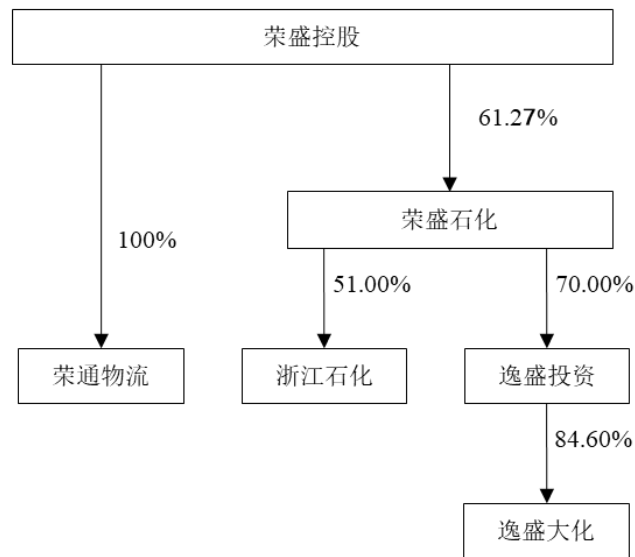 荣盛控股
61.27%
荣盛石化
100%
51.00%
70.00%
荣通物流
浙江石化
逸盛投资
84.60%
逸盛大化